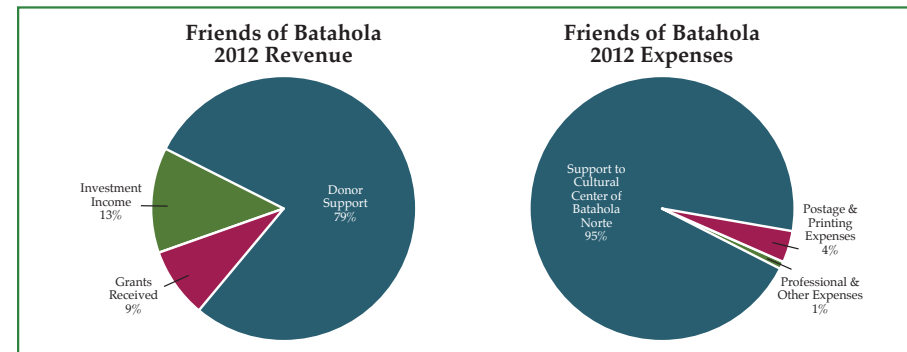 Friends of Batahola
2012 Revenue
Investment
Income
13%
Donor
Support
79%
Grants
Received
9%
Friends of Batahola
2012 Expenses
Support to
Cultural
Center of
Batahola
Norte
95%
Postage &
Printing
Expenses
4%
Professional &
Other Expenses
1%